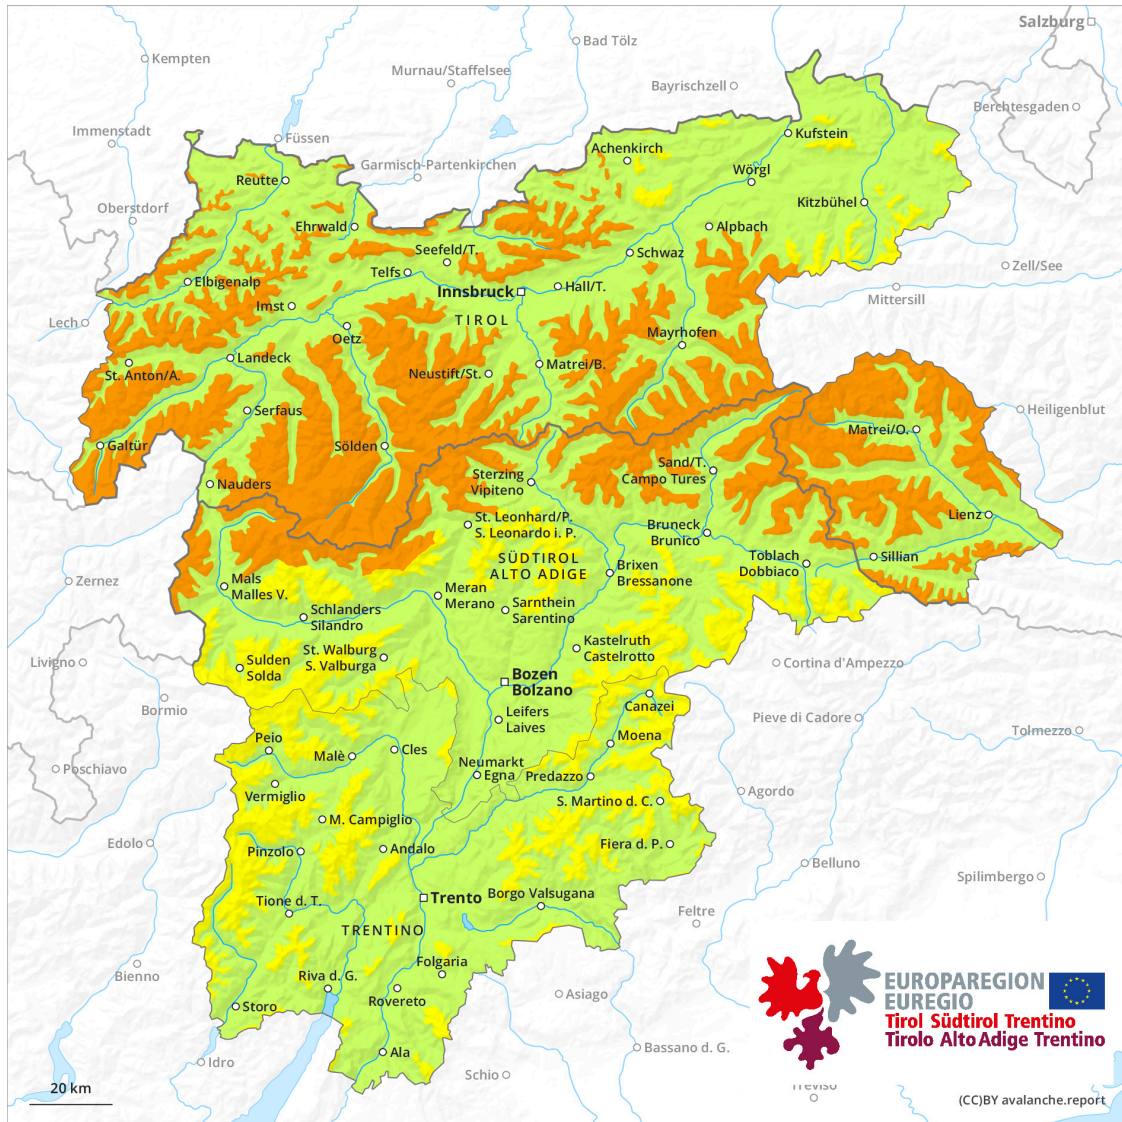 Salzburg
Bad Tölz
Kempten
Murnau/Staffelsee
Bayrischzell
Berchtesgaden
Immenstadt
Füssen
Kufstein
Achenkirch
Garmisch-Partenkirchen
Wörgl
Reutte
Oberstdorf
Kitzbühel
Ehrwald
Alpbach
Seefeld/T.
Schwaz
Telfs
Zell/See
Elbigenalp
Innsbruck
Hall/T.
Mittersill
Imst
TIROL
Lech
Oetz
Mayrhofen
Landeck
Matrei/B.
St. Anton/A.
Neustift/St.
Serfaus
Heiligenblut
Matrei/O.
Galtür
Sölden
Sand/T.
Campo Tures
Sterzing
Vipiteno
Nauders
Lienz
St. Leonhard/P.
S. Leonardo i. P.
Bruneck
Brunico
SÜDTIROL
ALTO ADIGE
Toblach
Dobbiaco
Sillian
Brixen
Bressanone
Zernez
Mals
Malles V.
Meran
Merano
Sarnthein
Sarentino
Schlanders
Silandro
Kastelruth
Castelrotto
St. Walburg
S. Valburga
Livigno
Sulden
Solda
Cortina d'Ampezzo
Bozen
Bolzano
Bormio
Canazei
Leifers
Laives
Pieve di Cadore
Tolmezzo
Peio
Moena
Cles
Malè
Neumarkt
Egna
Predazzo
Poschiavo
Vermiglio
Agordo
S. Martino d. C.
M. Campiglio
Edolo
Pinzolo
Andalo
Fiera d. P.
Belluno
Spilimbergo
Trento
Borgo Valsugana
Tione d. T.
Feltre
TRENTINO
Folgaria
Bienno
Riva d. G.
Rovereto
Asiago
Storo
EUROPAREGION
EUREGIO
Tirol Südtirol Trentino
Tirolo Alto Adige Trentino
Ala
Bassano d. G.
Idro
Schio
Treviso
20 km
(CC)BY avalanche.report